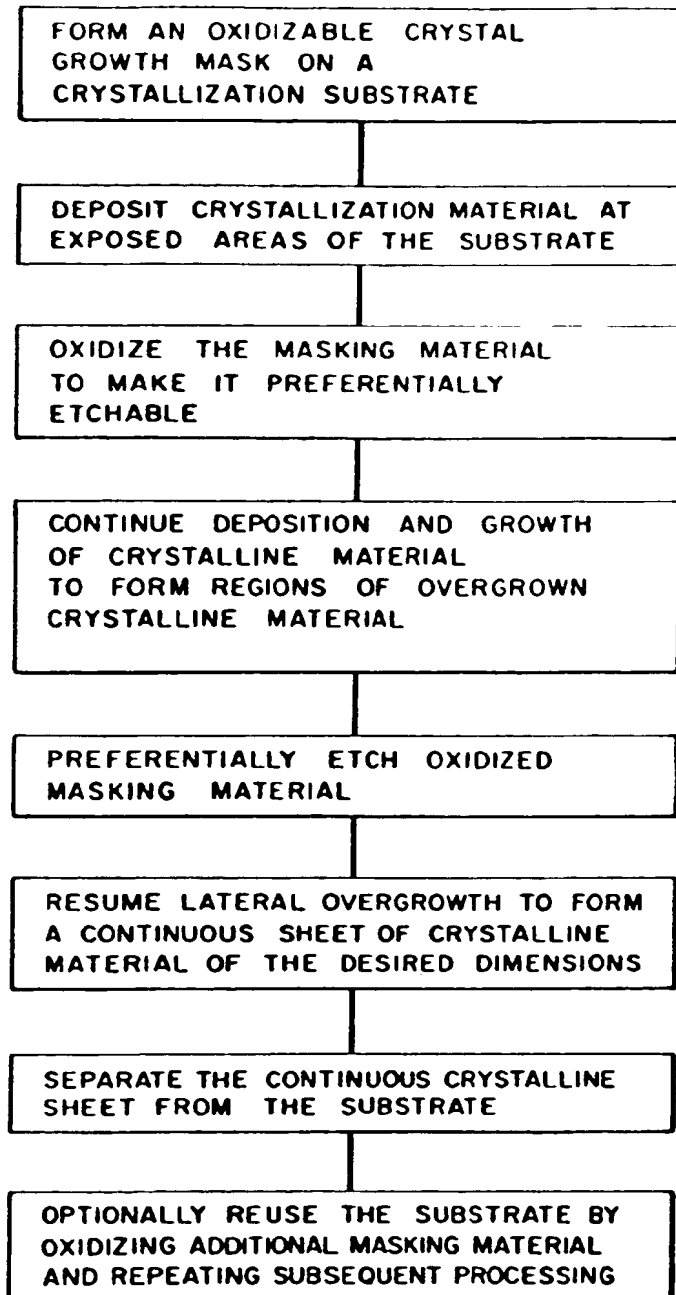 FORM AN OXIDIZABLE CRYSTAL
GROWTH MASK ON A
CRYSTALLIZATION SUBSTRATE
DEPOSIT CRYSTALLIZATION MATERIAL AT
EXPOSED AREAS OF THE SUBSTRATE
OXIDIZE THE MASKING MATERIAL
TO MAKE IT PREFERENTIALLY
ETCHABLE
CONTINUE DEPOSITION AND GROWTH
OF CRYSTALLINE MATERIAL
TO FORM REGIONS OF OVERGROWN
CRYSTALLINE MATERIAL
PREFERENTIALLY ETCH OXIDIZED
MASKING MATERIAL
RESUME LATERAL OVERGROWTH TO FORM
A CONTINUOUS SHEET OF CRYSTALLINE
MATERIAL OF THE DESIRED DIMENSIONS
SEPARATE THE CONTINUOUS CRYSTALLINE
SHEET FROM THE SUBSTRATE
OPTIONALLY REUSE THE SUBSTRATE BY
OXIDIZING ADDITIONAL MASKING MATERIAL
AND REPEATING SUBSEQUENT PROCESSING